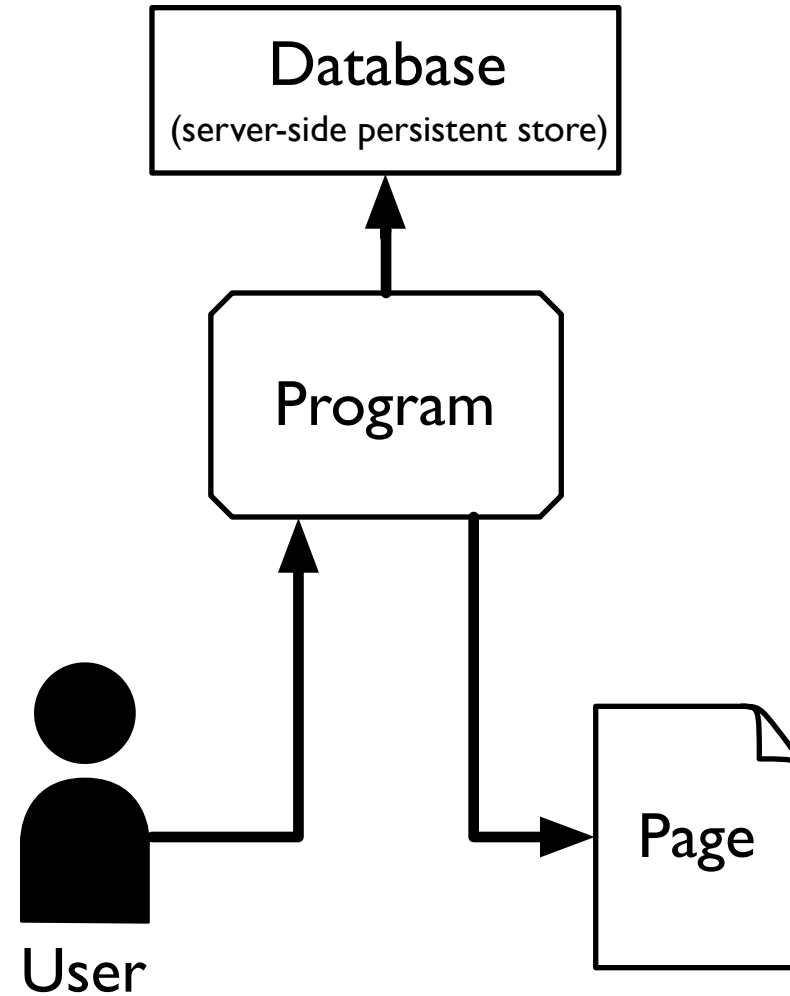 Database
(server-side persistent store)
Program
Page
User